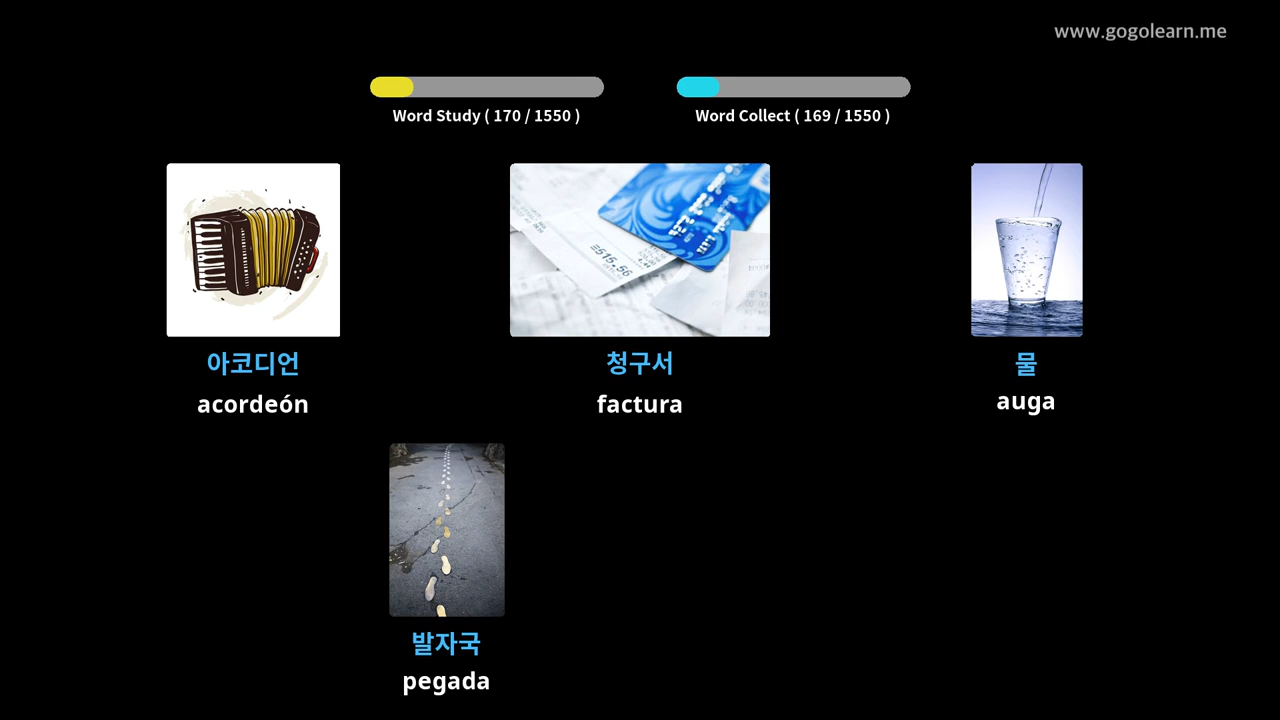 www.gogolearn.me
Word Study ( 170 / 1550 )
Word Collect ( 169 / 1550 )
아코디언
acordeón
청구서
factura
물
auga
발자국
pegada